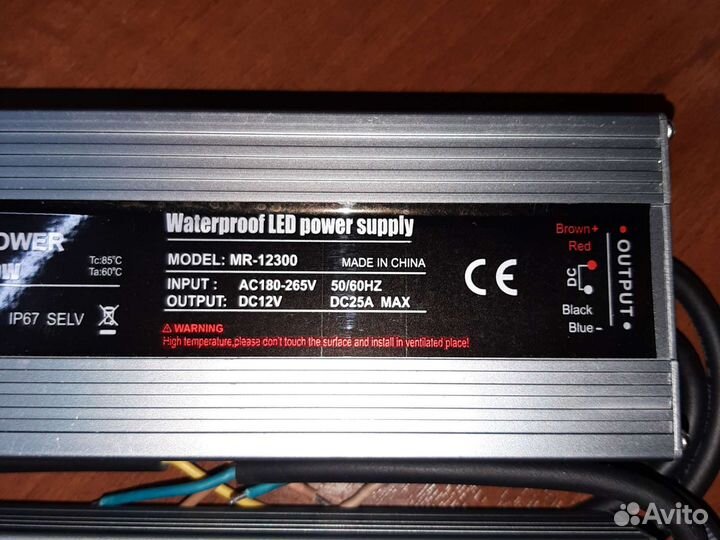 OWER
Tc:85°C
Ta:60°C
IP67 SELV
Waterproof LED power supply
MODEL: MR-12300 MADE IN CHINA
INPUT : AC180-265V 50/60HZ
OUTPUT: DC12V DC25A MAX
⚠ WARNING
High temperature,please don't touch the surface and install in ventilated place!
CE
Brown +
Red
DC
Black
Blue -
OUTPUT
Avito